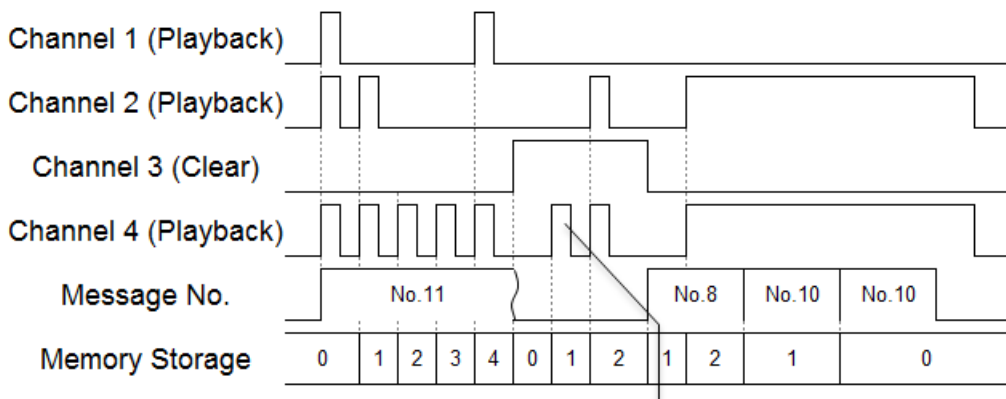 Channel 1 (Playback)
Channel 2 (Playback)
Channel 3 (Clear)
Channel 4 (Playback)
Message No. No.11 No.8 No.10 No.10
Memory Storage 0 1 2 3 4 0 1 2 1 2 1 0